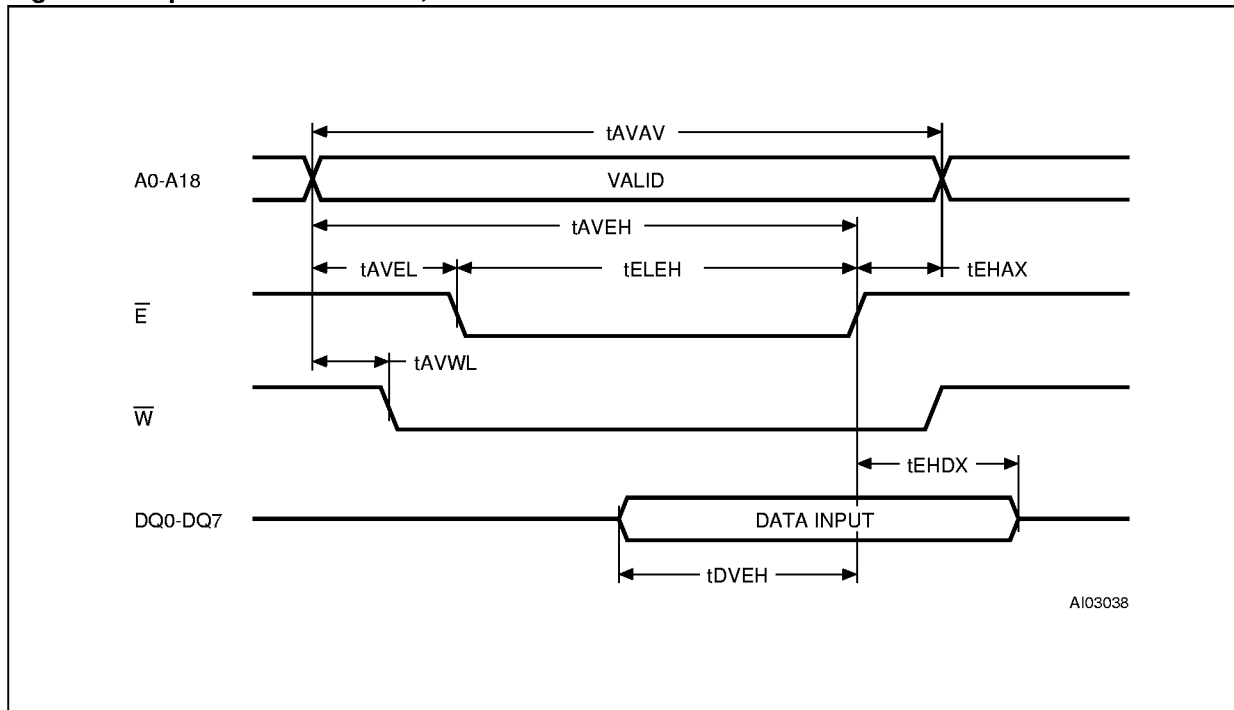 tAVAV
A0-A18
VALID
tAVEH
tAVEL
tELEH
tEHAX
E
tAVWL
W
tEHDX
DQ0-DQ7
DATA INPUT
tDVEH
AI03038